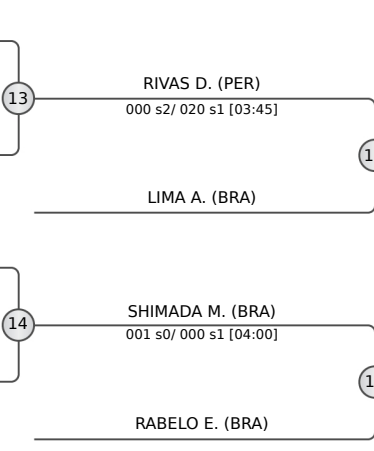 13
RIVAS D. (PER)
000 s2/ 020 s1 [03:45]
LIMA A. (BRA)
SHIMADA M. (BRA)
14
001 s0/ 000 s1 [04:00]
RABELO E. (BRA)